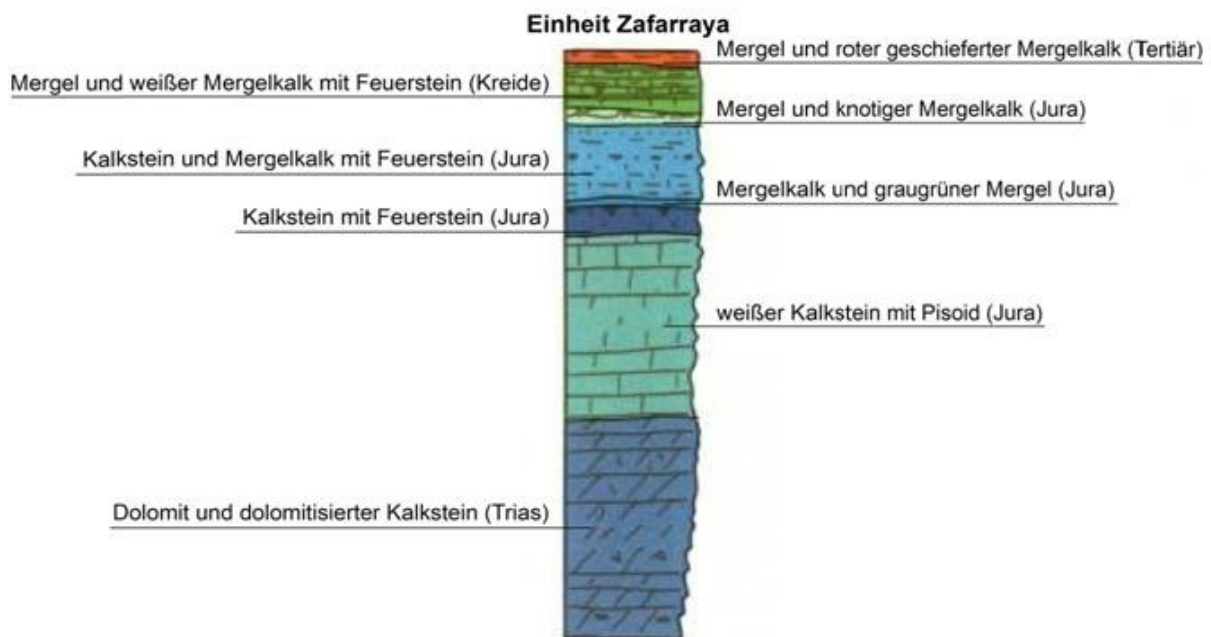 Einheit Zafarraya
Mergel und roter geschieferter Mergelkalk (Tertiär)
Mergel und weißer Mergelkalk mit Feuerstein (Kreide)
Mergel und knotiger Mergelkalk (Jura)
Kalkstein und Mergelkalk mit Feuerstein (Jura)
Mergelkalk und graugrüner Mergel (Jura)
Kalkstein mit Feuerstein (Jura)
weißer Kalkstein mit Pisoid (Jura)
Dolomit und dolomitisierter Kalkstein (Trias)